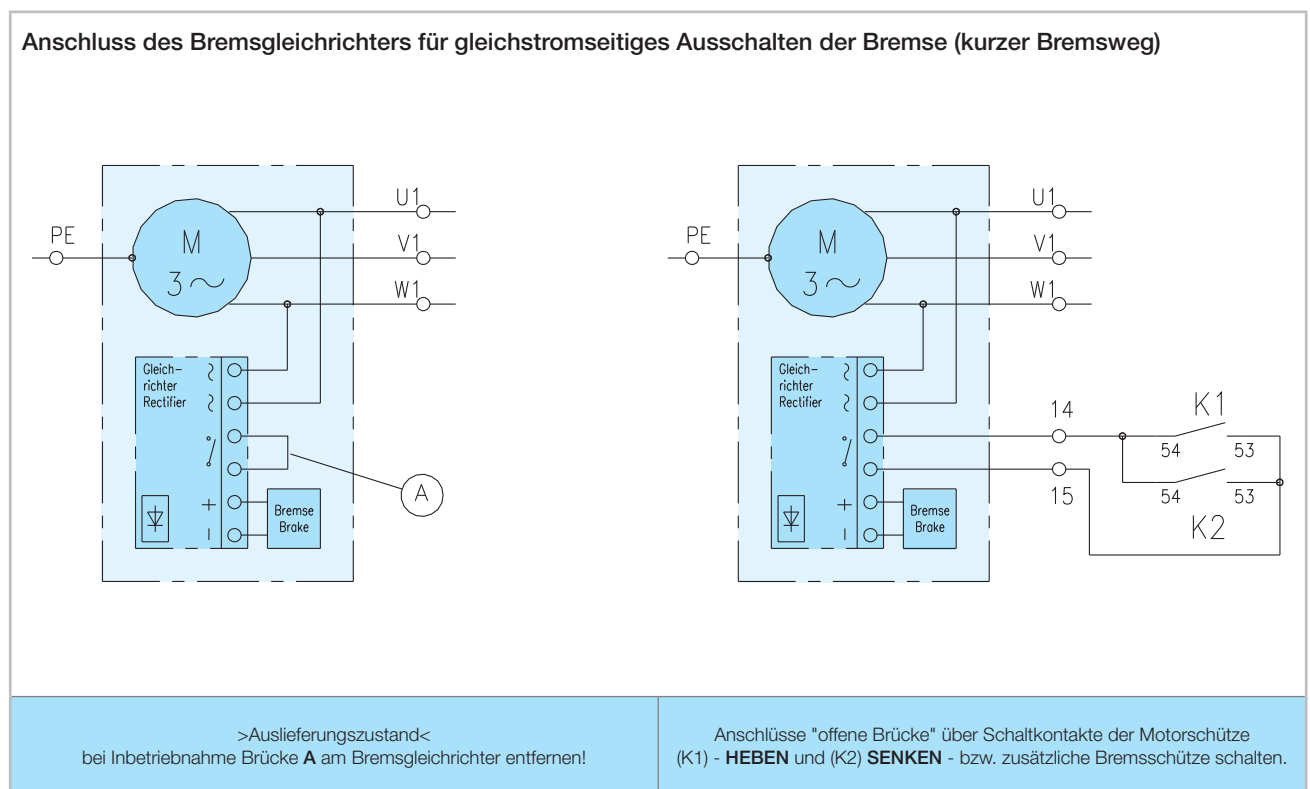 Anschluss des Bremsgleichrichters für gleichstromseitiges Ausschalten der Bremse (kurzer Bremsweg)
PE
M
3~
U1
V1
W1
Gleich-
richter
Rectifier
~
~
+
-
Bremse
Brake
A
PE
M
3~
U1
V1
W1
Gleich-
richter
Rectifier
~
~
+
-
Bremse
Brake
14
15
K1
54 53
54 53
K2
>Auslieferungszustand<
bei Inbetriebnahme Brücke A am Bremsgleichrichter entfernen!
Anschlüsse "offene Brücke" über Schaltkontakte der Motorschütze
(K1) - HEBEN und (K2) SENKEN - bzw. zusätzliche Bremsschütze schalten.